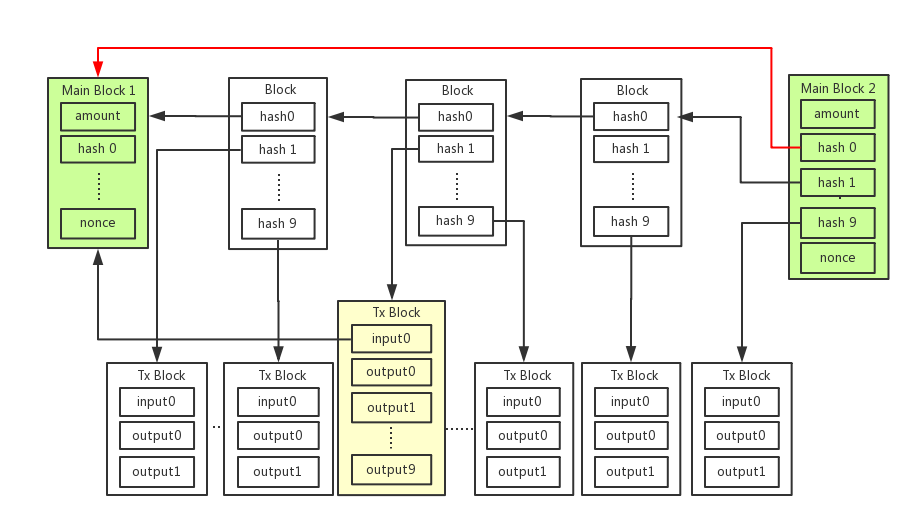 Main Block 1
amount
hash 0
nonce
Block
hash0
hash 1
hash 9
Block
hash0
hash 1
hash 9
Block
hash0
hash 1
hash 9
Main Block 2
amount
hash 0
hash 1
hash 9
nonce
Tx Block
input0
output0
output1
Tx Block
input0
output0
output1
Tx Block
input0
output0
output1
output9
Tx Block
input0
output0
output1
Tx Block
input0
output0
output1
Tx Block
input0
output0
output1